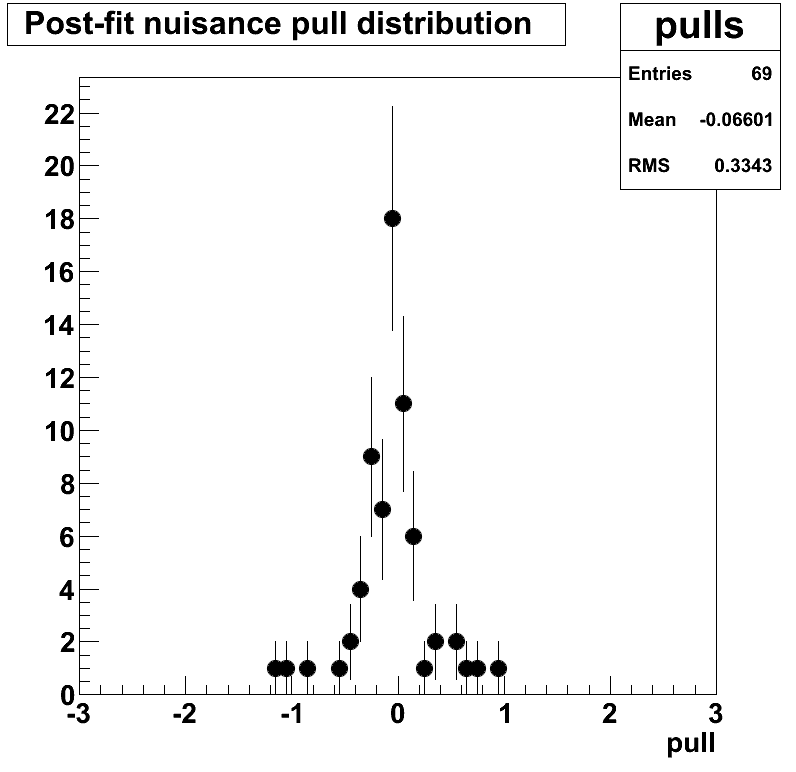 Post-fit nuisance pull distribution
pulls
Entries 69
Mean -0.06601
RMS 0.3343
22
20
18
16
14
12
10
8
6
4
2
0
-3 -2 -1 0 1 2 3
pull